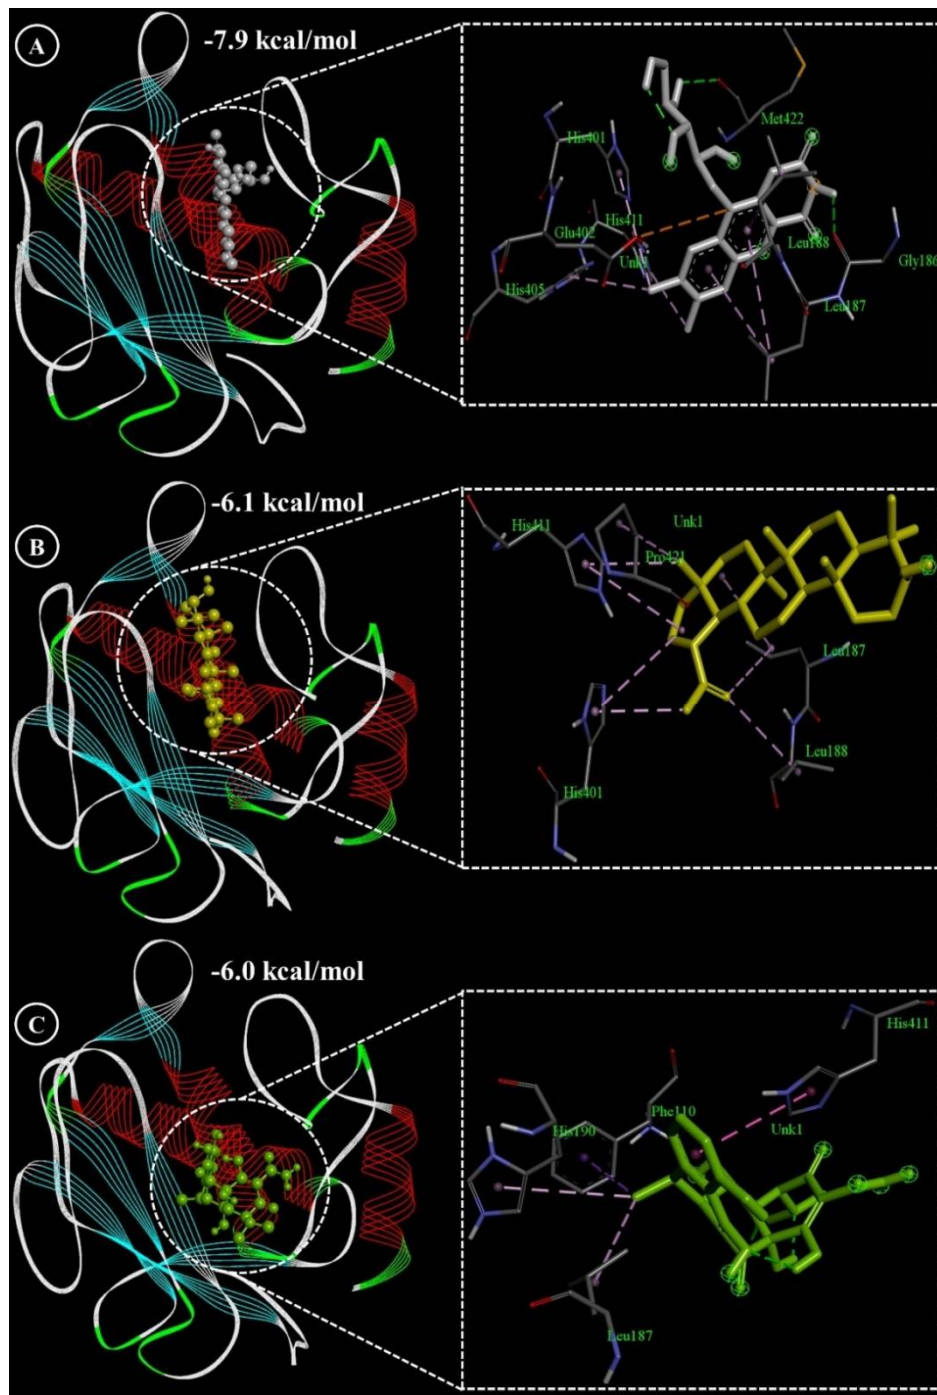 A
-7.9 kcal/mol
Met422
His401
His411
Glu402
Unk1
Leu188
Gly186
His405
Leu187
B
-6.1 kcal/mol
His411
Unk1
Pro421
Leu187
Leu188
His401
C
-6.0 kcal/mol
His411
Phe110
His190
Unk1
Leu187